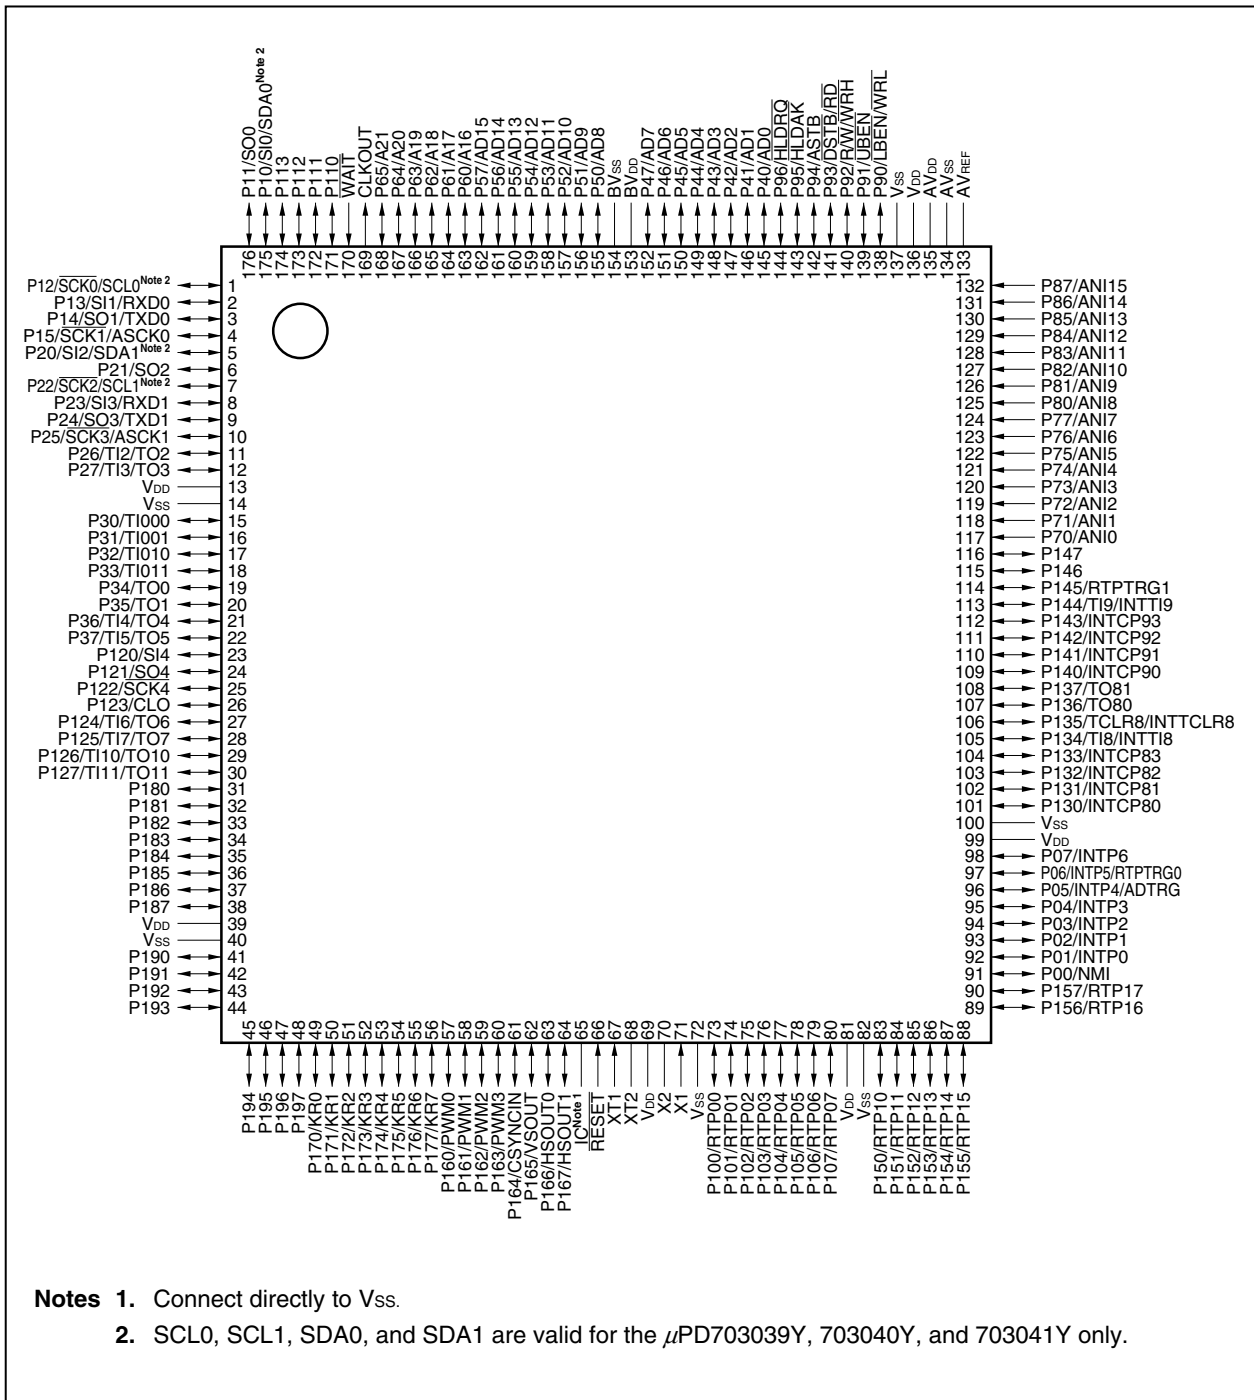 P11/SO0
P10/SI0/SDA0Note 2
P113
P112
P111
P110
WAIT
CLKOUT
P65/A21
P64/A20
P63/A19
P62/A18
P61/A17
P60/A16
P57/AD15
P56/AD14
P55/AD13
P54/AD12
P53/AD11
P52/AD10
P51/AD9
P50/AD8
BVSS
BVDD
P47/AD7
P46/AD6
P45/AD5
P44/AD4
P43/AD3
P42/AD2
P41/AD1
P40/AD0
P96/HLDRQ
P95/HLDAK
P94/ASTB
P93/DSTB/RD
P92/R/W/WRH
P91/UBEN
P90/LBEN/WRL
VSS
VDD
AVDD
AVSS
AVREF
176 175 174 173 172 171 170 169 168 167 166 165 164 163 162 161 160 159 158 157 156 155 154 153 152 151 150 149 148 147 146 145 144 143 142 141 140 139 138 137 136 135 134 133
P12/SCK0/SCL0Note 2 1
P13/SI1/RXD0 2
P14/SO1/TXD0 3
P15/SCK1/ASCK0 4
P20/SI2/SDA1Note 2 5
P21/SO2 6
P22/SCK2/SCL1Note 2 7
P23/SI3/RXD1 8
P24/SO3/TXD1 9
P25/SCK3/ASCK1 10
P26/TI2/TO2 11
P27/TI3/TO3 12
VDD 13
VSS 14
P30/TI000 15
P31/TI001 16
P32/TI010 17
P33/TI011 18
P34/TO0 19
P35/TO1 20
P36/TI4/TO4 21
P37/TI5/TO5 22
P120/SI4 23
P121/SO4 24
P122/SCK4 25
P123/CLO 26
P124/TI6/TO6 27
P125/TI7/TO7 28
P126/TI10/TO10 29
P127/TI11/TO11 30
P180 31
P181 32
P182 33
P183 34
P184 35
P185 36
P186 37
P187 38
VDD 39
VSS 40
P190 41
P191 42
P192 43
P193 44
132 P87/ANI15
131 P86/ANI14
130 P85/ANI13
129 P84/ANI12
128 P83/ANI11
127 P82/ANI10
126 P81/ANI9
125 P80/ANI8
124 P77/ANI7
123 P76/ANI6
122 P75/ANI5
121 P74/ANI4
120 P73/ANI3
119 P72/ANI2
118 P71/ANI1
117 P70/ANI0
116 P147
115 P146
114 P145/RTPTRG1
113 P144/TI9/INTTI9
112 P143/INTCP93
111 P142/INTCP92
110 P141/INTCP91
109 P140/INTCP90
108 P137/TO81
107 P136/TO80
106 P135/TCLR8/INTTCLR8
105 P134/TI8/INTTI8
104 P133/INTCP83
103 P132/INTCP82
102 P131/INTCP81
101 P130/INTCP80
100 VSS
99 VDD
98 P07/INTP6
97 P06/INTP5/RTPTRG0
96 P05/INTP4/ADTRG
95 P04/INTP3
94 P03/INTP2
93 P02/INTP1
92 P01/INTP0
91 P00/NMI
90 P157/RTP17
89 P156/RTP16
45 46 47 48 49 50 51 52 53 54 55 56 57 58 59 60 61 62 63 64 65 66 67 68 69 70 71 72 73 74 75 76 77 78 79 80 81 82 83 84 85 86 87 88
P194
P195
P196
P197
P170/KR0
P171/KR1
P172/KR2
P173/KR3
P174/KR4
P175/KR5
P176/KR6
P177/KR7
P160/PWM0
P161/PWM1
P162/PWM2
P163/PWM3
P164/CSYNCIN
P165/VSOUT
P166/HSOUT0
P167/HSOUT1
ICNote 1
RESET
XT1
XT2
VDD
X2
X1
VSS
P100/RTP00
P101/RTP01
P102/RTP02
P103/RTP03
P104/RTP04
P105/RTP05
P106/RTP06
P107/RTP07
VDD
VSS
P150/RTP10
P151/RTP11
P152/RTP12
P153/RTP13
P154/RTP14
P155/RTP15
Notes 1. Connect directly to VSS.
2. SCL0, SCL1, SDA0, and SDA1 are valid for the μPD703039Y, 703040Y, and 703041Y only.